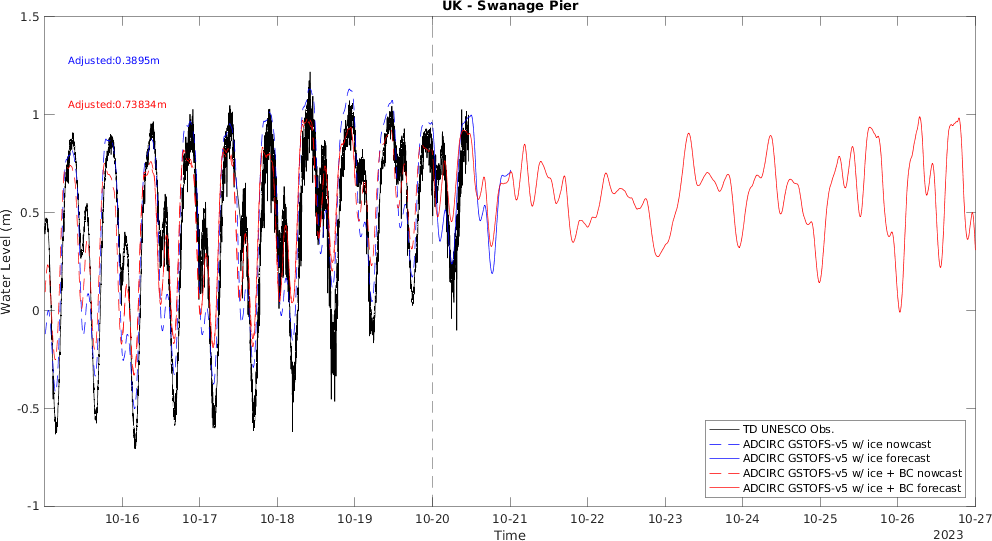 UK - Swanage Pier
Adjusted:0.3895m
Adjusted:0.73834m
Water Level (m)
1.5
1
0.5
0
-0.5
-1
10-16 10-17 10-18 10-19 10-20 10-21 10-22 10-23 10-24 10-25 10-26 10-27
Time
2023
TD UNESCO Obs.
ADCIRC GSTOFS-v5 w/ ice nowcast
ADCIRC GSTOFS-v5 w/ ice forecast
ADCIRC GSTOFS-v5 w/ ice + BC nowcast
ADCIRC GSTOFS-v5 w/ ice + BC forecast